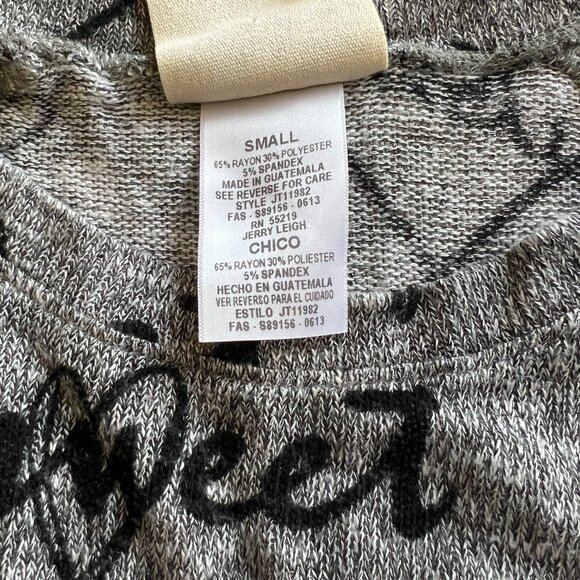 SMALL
65% RAYON 30% POLYESTER
5% SPANDEX
MADE IN GUATEMALA
SEE REVERSE FOR CARE
STYLE JT11982
FAS - S89156 - 0613
RN 55219
JERRY LEIGH
CHICO
65% RAYON 30% POLIESTER
5% SPANDEX
HECHO EN GUATEMALA
VER REVERSO PARA EL CUIDADO
ESTILO JT11982
FAS - S89156 - 0613
Sweet